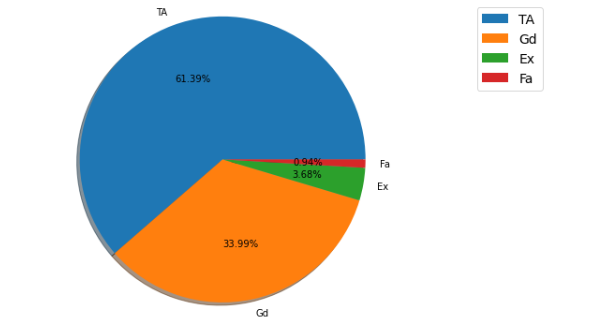 TA
61.39%
0.94%
Fa
3.68%
Ex
33.99%
Gd
TA
Gd
Ex
Fa